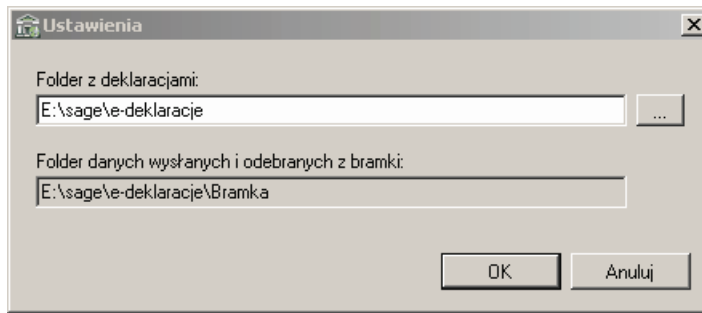 Ustawienia
Folder z deklaracjami:
E:\sage\e-deklaracje
...
Folder danych wysłanych i odebranych z bramki:
E:\sage\e-deklaracje\Bramka
OK
Anuluj